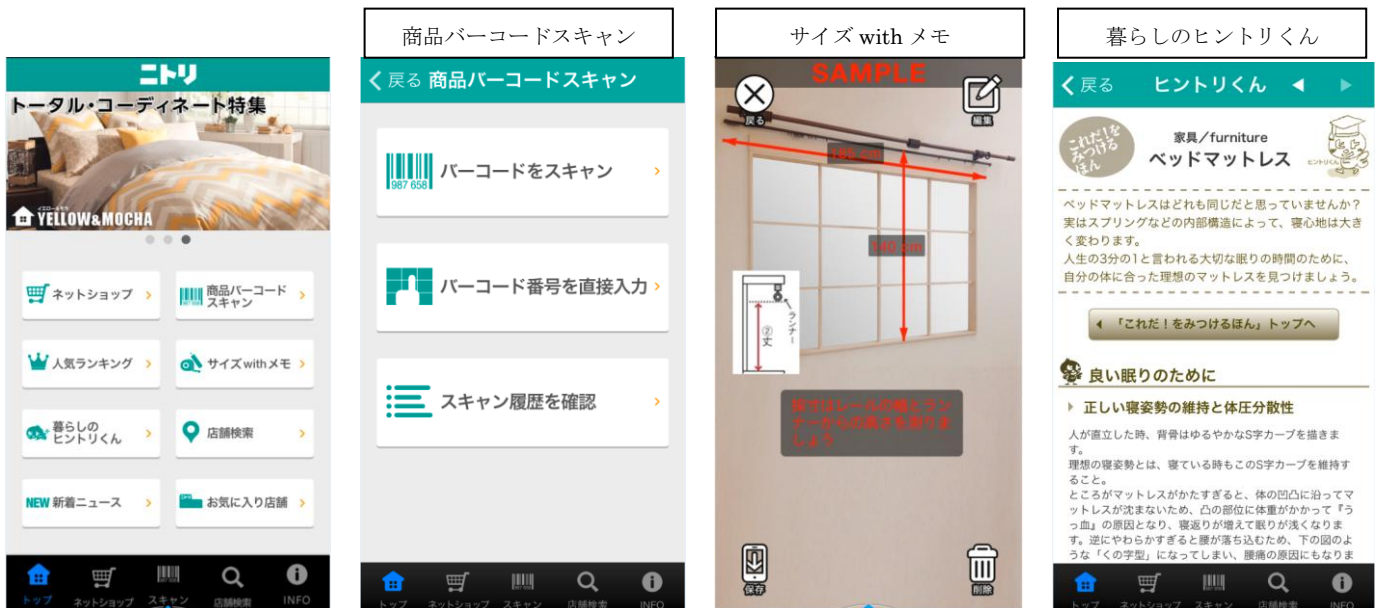 商品バーコードスキャン
サイズ with メモ
暮らしのヒントリくん
ニトリ
トータル・コーディネート特集
YELLOW&MOCHA
ネットショップ
商品バーコード
スキャン
人気ランキング
サイズwithメモ
暮らしの
ヒントリくん
店舗検索
NEW 新着ニュース
お気に入り店舗
トップ
ネットショップ
スキャン
店舗検索
INFO
戻る 商品バーコードスキャン
987 658
バーコードをスキャン
バーコード番号を直接入力
スキャン履歴を確認
トップ
ネットショップ
スキャン
店舗検索
INFO
SAMPLE
戻る
編集
140 cm
ランナー
②丈
採寸はレールの幅とラン
ナーからの高さを測りま
しょう
保存
削除
戻る ヒントリくん
これだ!を
みつける
ほん
家具/furniture
ベッドマットレス
ヒントリくん
ベッドマットレスはどれも同じだと思っていませんか?
実はスプリングなどの内部構造によって、寝心地は大き
く変わります。
人生の3分の1と言われる大切な眠りの時間のために、
自分の体に合った理想のマットレスを見つけましょう。
「これだ!をみつけるほん」トップへ
良い眠りのために
正しい寝姿勢の維持と体圧分散性
人が直立した時、背骨はゆるやかなS字カーブを描きま
す。
理想の寝姿勢とは、寝ている時もこのS字カーブを維持す
ること。
ところがマットレスがかたすぎると、体の凹凸に沿ってマ
ットレスが沈まないため、凸の部位に体重がかかって『う
っ血』の原因となり、寝返りが増えて眠りが浅くなりま
す。逆にやわらかすぎると腰が落ち込むため、下の図のよ
うな「くの字型」になってしまい、腰痛の原因にもなりま
トップ
ネットショップ
スキャン
店舗検索
INFO